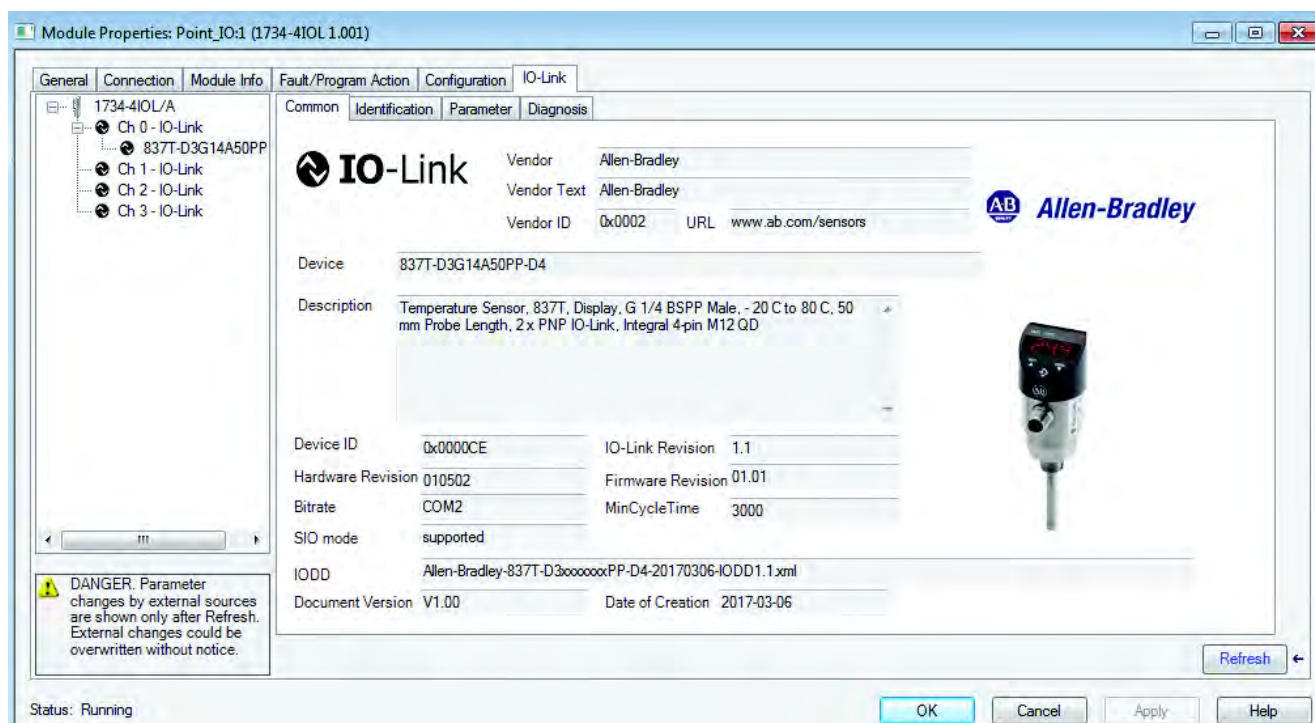 Module Properties: Point_IO:1 (1734-4IOL 1.001)
General Connection Module Info Fault/Program Action Configuration IO-Link
1734-4IOL/A
Ch 0 - IO-Link
837T-D3G14A50PP
Ch 1 - IO-Link
Ch 2 - IO-Link
Ch 3 - IO-Link
DANGER. Parameter
changes by external sources
are shown only after Refresh.
External changes could be
overwritten without notice.
Common Identification Parameter Diagnosis
IO-Link
Vendor Allen-Bradley
Vendor Text Allen-Bradley
Vendor ID 0x0002 URL www.ab.com/sensors
AB Allen-Bradley
Device 837T-D3G14A50PP-D4
Description Temperature Sensor, 837T, Display, G 1/4 BSPP Male, - 20 C to 80 C, 50
mm Probe Length, 2 x PNP IO-Link, Integral 4-pin M12 QD
Device ID 0x0000CE IO-Link Revision 1.1
Hardware Revision 010502 Firmware Revision 01.01
Bitrate COM2 MinCycleTime 3000
SIO mode supported
IODD Allen-Bradley-837T-D3xxxxxxxPP-D4-20170306-IODD1.1.xml
Document Version V1.00 Date of Creation 2017-03-06
Refresh
Status: Running
OK Cancel Apply Help